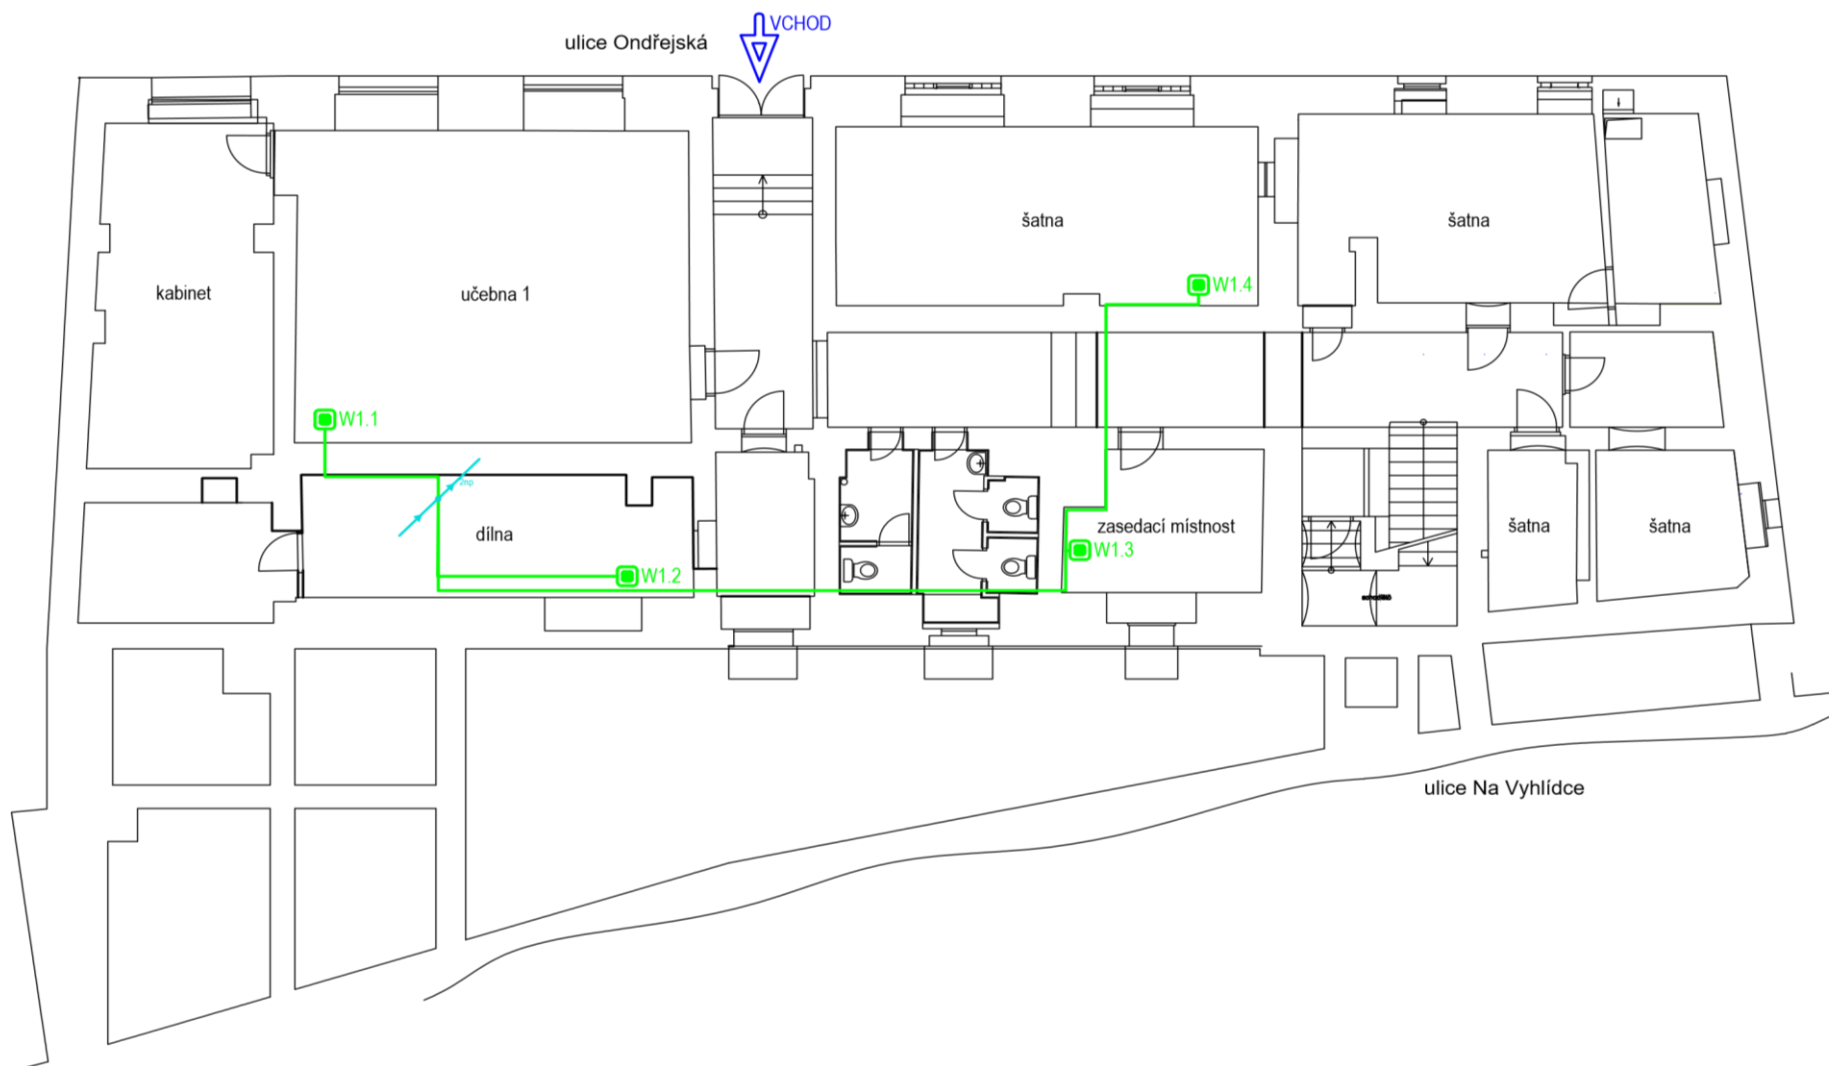 VCHOD
ulice Ondřejská
šatna
šatna
kabinet
učebna 1
W1.4
W1.1
2np
dílna
zasedací místnost
šatna
šatna
W1.3
W1.2
ulice Na Vyhlídce